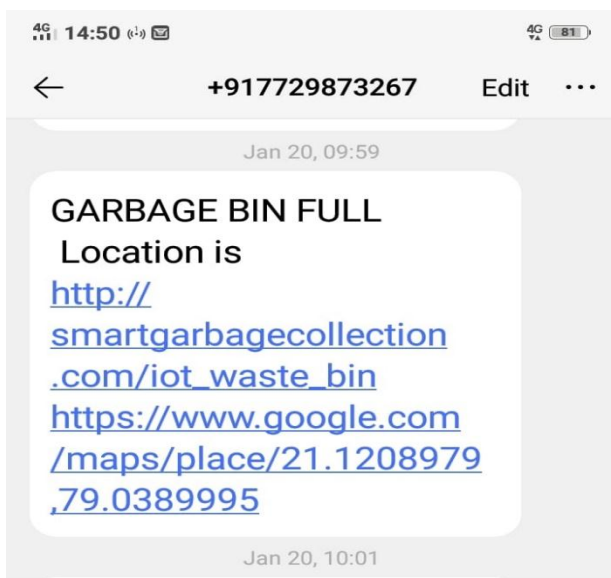 4G 14:50 4G 81
+917729873267 Edit ...
Jan 20, 09:59
GARBAGE BIN FULL
Location is
http://
smartgarbagecollection
.com/iot_waste_bin
https://www.google.com
/maps/place/21.1208979
,79.0389995
Jan 20, 10:01